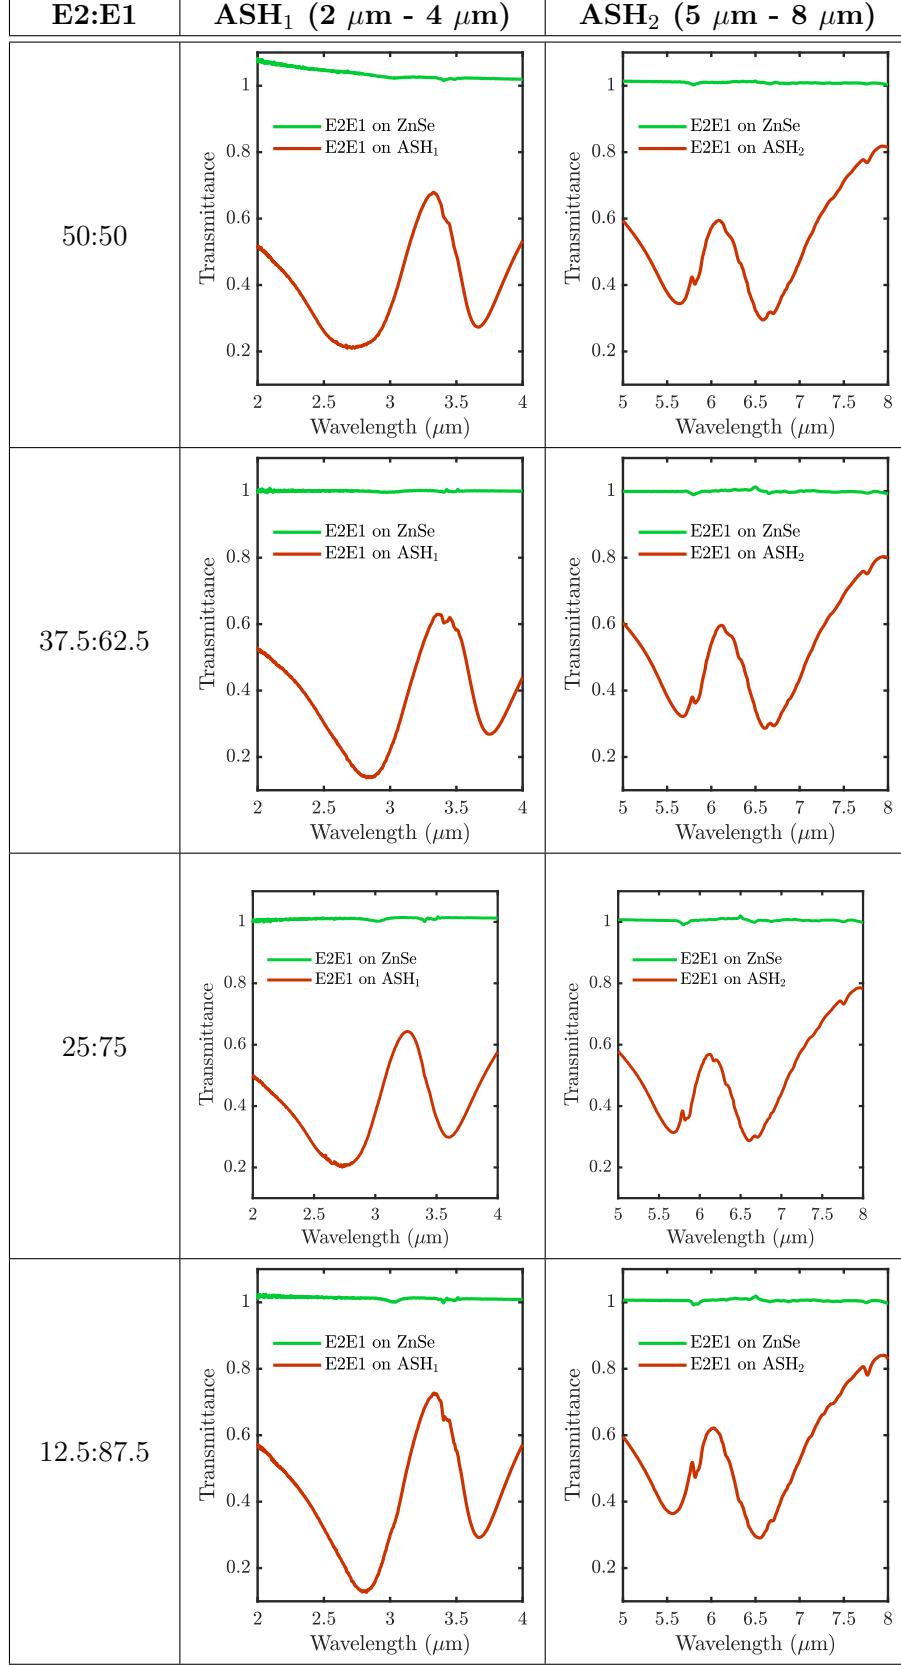 E2:E1 ASH₁ (2 μm - 4 μm) ASH₂ (5 μm - 8 μm)
50:50
Transmittance
1
0.8
0.6
0.4
0.2
E2E1 on ZnSe
E2E1 on ASH₁
2 2.5 3 3.5 4
Wavelength (μm)
Transmittance
1
0.8
0.6
0.4
0.2
E2E1 on ZnSe
E2E1 on ASH₂
5 5.5 6 6.5 7 7.5 8
Wavelength (μm)
37.5:62.5
Transmittance
1
0.8
0.6
0.4
0.2
E2E1 on ZnSe
E2E1 on ASH₁
2 2.5 3 3.5 4
Wavelength (μm)
Transmittance
1
0.8
0.6
0.4
0.2
E2E1 on ZnSe
E2E1 on ASH₂
5 5.5 6 6.5 7 7.5 8
Wavelength (μm)
25:75
Transmittance
1
0.8
0.6
0.4
0.2
E2E1 on ZnSe
E2E1 on ASH₁
2 2.5 3 3.5 4
Wavelength (μm)
Transmittance
1
0.8
0.6
0.4
0.2
E2E1 on ZnSe
E2E1 on ASH₂
5 5.5 6 6.5 7 7.5 8
Wavelength (μm)
12.5:87.5
Transmittance
1
0.8
0.6
0.4
0.2
E2E1 on ZnSe
E2E1 on ASH₁
2 2.5 3 3.5 4
Wavelength (μm)
Transmittance
1
0.8
0.6
0.4
0.2
E2E1 on ZnSe
E2E1 on ASH₂
5 5.5 6 6.5 7 7.5 8
Wavelength (μm)